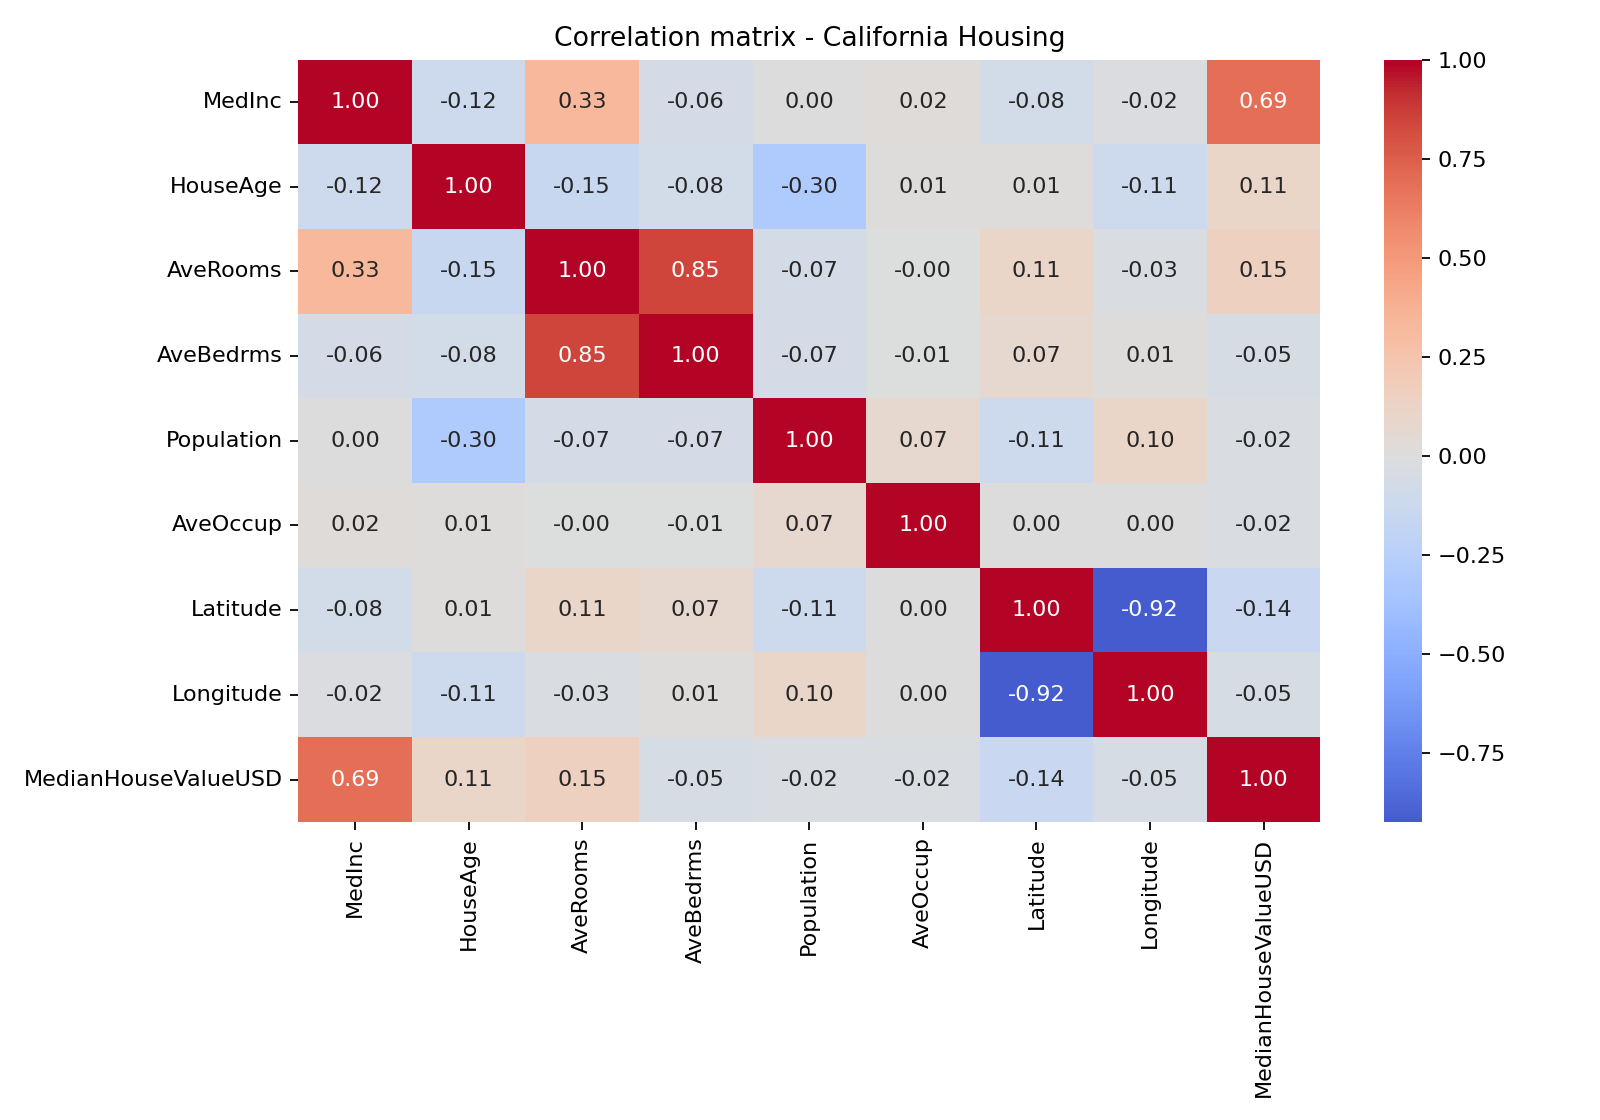 Correlation matrix - California Housing
MedInc 1.00 -0.12 0.33 -0.06 0.00 0.02 -0.08 -0.02 0.69
HouseAge -0.12 1.00 -0.15 -0.08 -0.30 0.01 0.01 -0.11 0.11
AveRooms 0.33 -0.15 1.00 0.85 -0.07 -0.00 0.11 -0.03 0.15
AveBedrms -0.06 -0.08 0.85 1.00 -0.07 -0.01 0.07 0.01 -0.05
Population 0.00 -0.30 -0.07 -0.07 1.00 0.07 -0.11 0.10 -0.02
AveOccup 0.02 0.01 -0.00 -0.01 0.07 1.00 0.00 0.00 -0.02
Latitude -0.08 0.01 0.11 0.07 -0.11 0.00 1.00 -0.92 -0.14
Longitude -0.02 -0.11 -0.03 0.01 0.10 0.00 -0.92 1.00 -0.05
MedianHouseValueUSD 0.69 0.11 0.15 -0.05 -0.02 -0.02 -0.14 -0.05 1.00
MedInc
HouseAge
AveRooms
AveBedrms
Population
AveOccup
Latitude
Longitude
MedianHouseValueUSD
1.00
0.75
0.50
0.25
0.00
−0.25
−0.50
−0.75